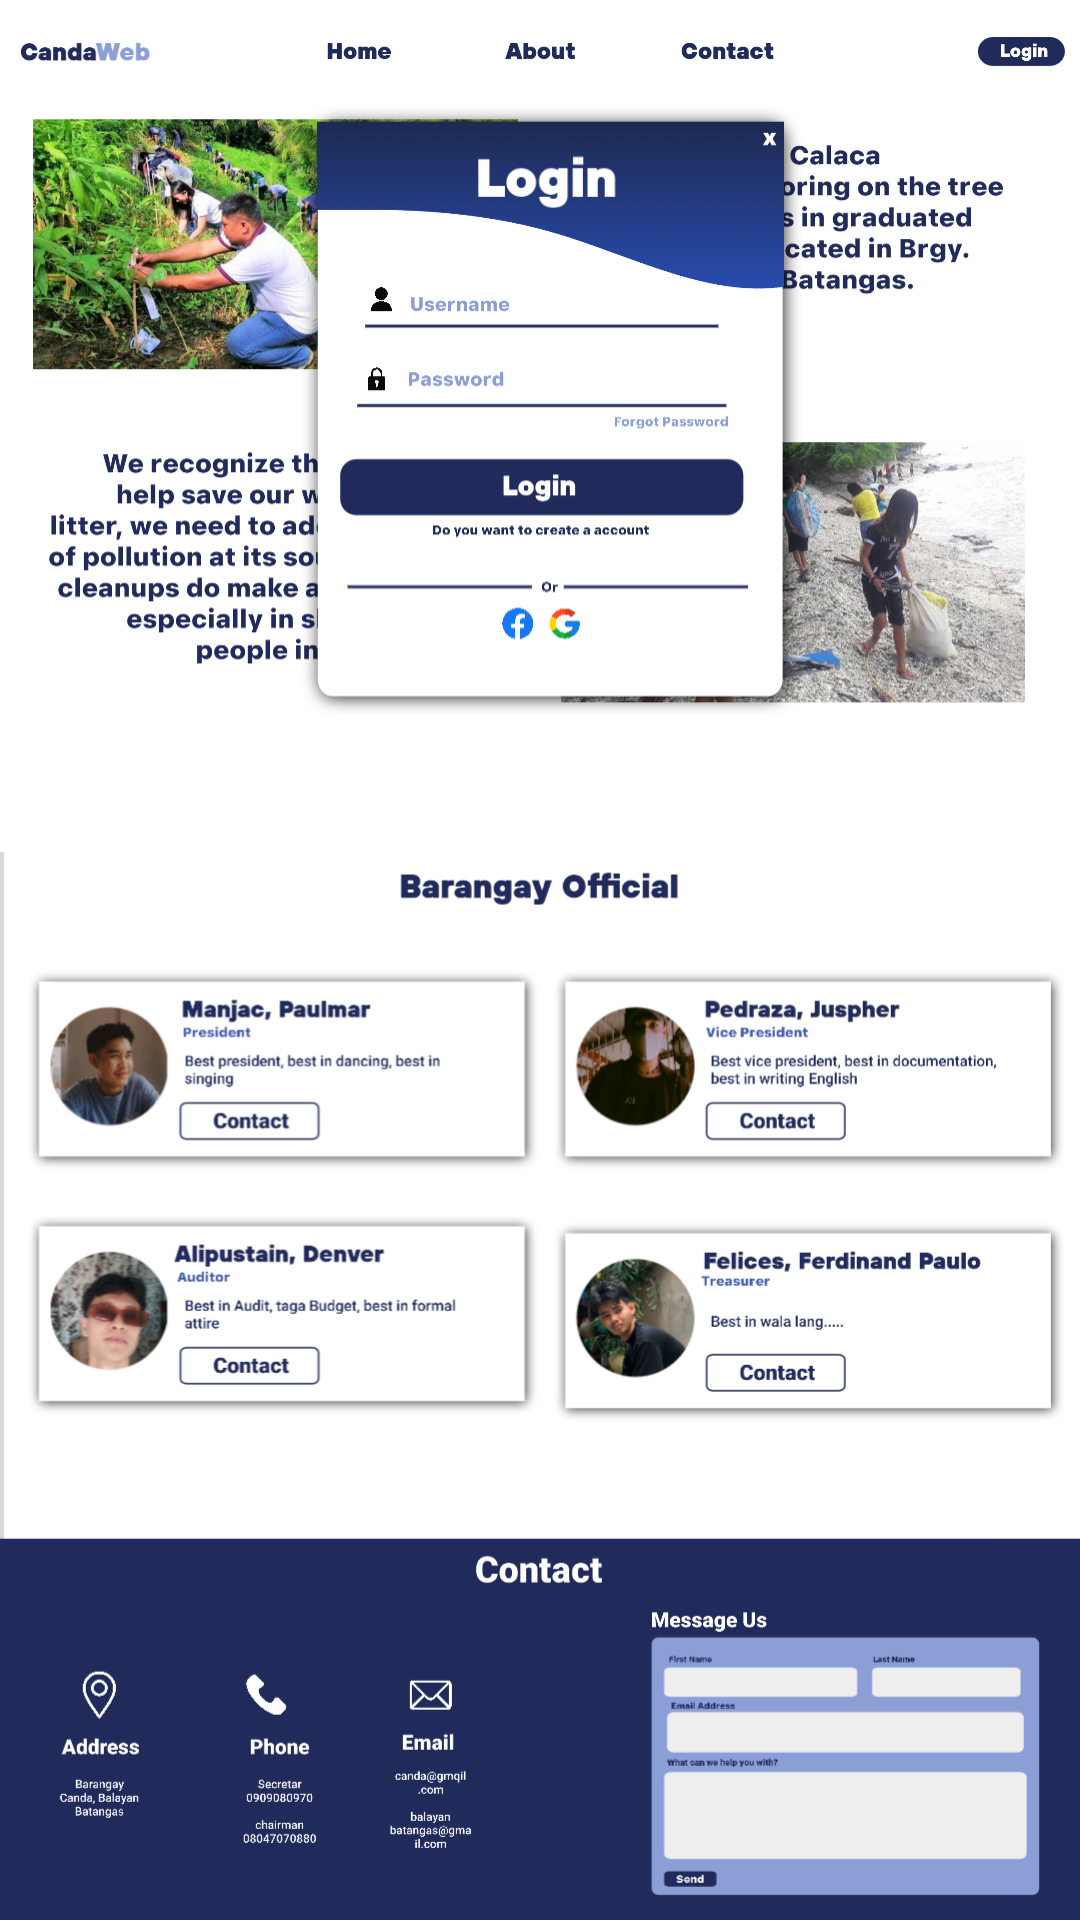 CandaWeb
Home
About
Contact
Login
Calaca
oring on the tree
s in graduated
cated in Brgy.
Batangas.
X
Login
Username
Password
Forgot Password
Login
Do you want to create a account
Or
We recognize th
help save our w
litter, we need to ad
of pollution at its so
cleanups do make a
especially in s
people in
Barangay Official
Manjac, Paulmar
President
Best president, best in dancing, best in
singing
Contact
Pedraza, Juspher
Vice President
Best vice president, best in documentation,
best in writing English
Contact
Alipustain, Denver
Auditor
Best in Audit, taga Budget, best in formal
attire
Contact
Felices, Ferdinand Paulo
Treasurer
Best in wala lang.....
Contact
Contact
Address
Barangay
Canda, Balayan
Batangas
Phone
Secretar
0909080970
chairman
08047070880
Email
canda@gmqil
.com
balayan
batangas@gma
il.com
Message Us
First Name
Last Name
Email Address
What can we help you with?
Send